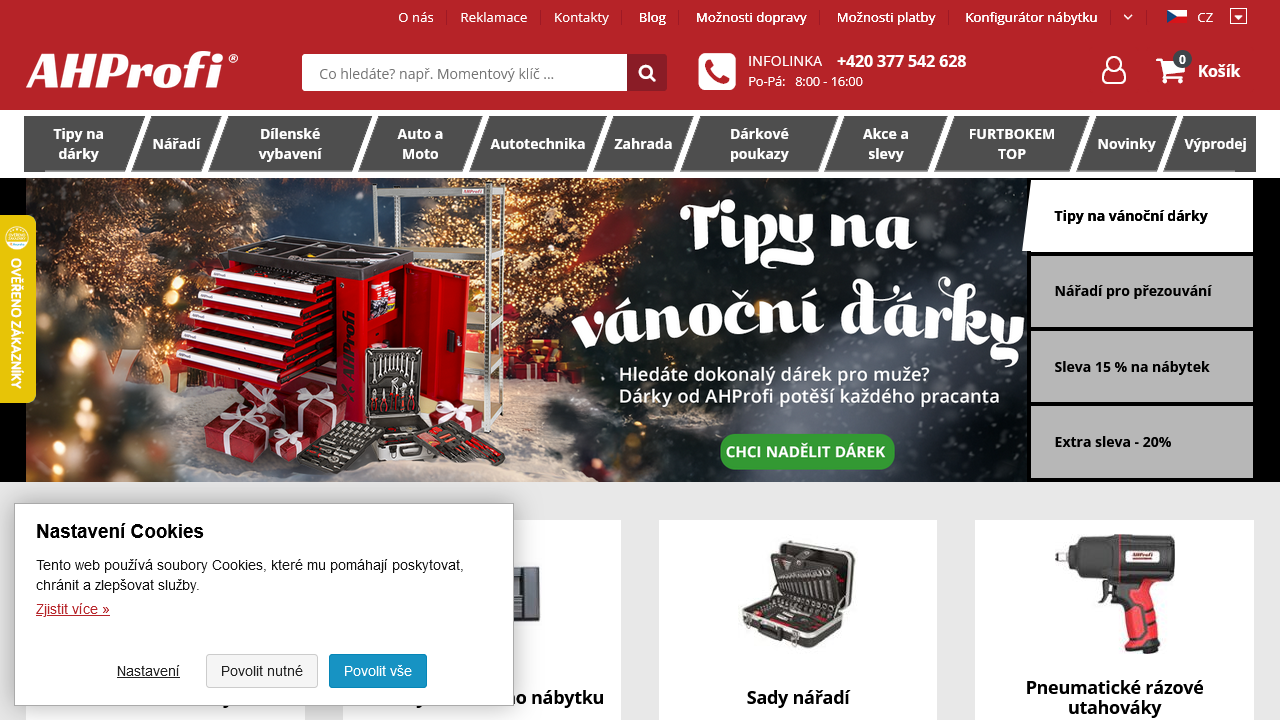 O nás
Reklamace
Kontakty
Blog
Možnosti dopravy
Možnosti platby
Konfigurátor nábytku
CZ
AHProfi®
Co hledáte? např. Momentový klíč ...
INFOLINKA +420 377 542 628
Po-Pá: 8:00 - 16:00
0
Košík
Tipy na
dárky
Nářadí
Dílenské
vybavení
Auto a
Moto
Autotechnika
Zahrada
Dárkové
poukazy
Akce a
slevy
FURTBOKEM
TOP
Novinky
Výprodej
OVĚŘENO ZÁKAZNÍKY
AHProfi
Tipy na
vánoční dárky
Hledáte dokonalý dárek pro muže?
Dárky od AHProfi potěší každého pracanta
CHCI NADĚLIT DÁREK
Tipy na vánoční dárky
Nářadí pro přezouvání
Sleva 15 % na nábytek
Extra sleva - 20%
Nastavení Cookies
Tento web používá soubory Cookies, které mu pomáhají poskytovat,
chránit a zlepšovat služby.
Zjistit více »
Nastavení
Povolit nutné
Povolit vše
nábytku
Sady nářadí
Pneumatické rázové
utahováky